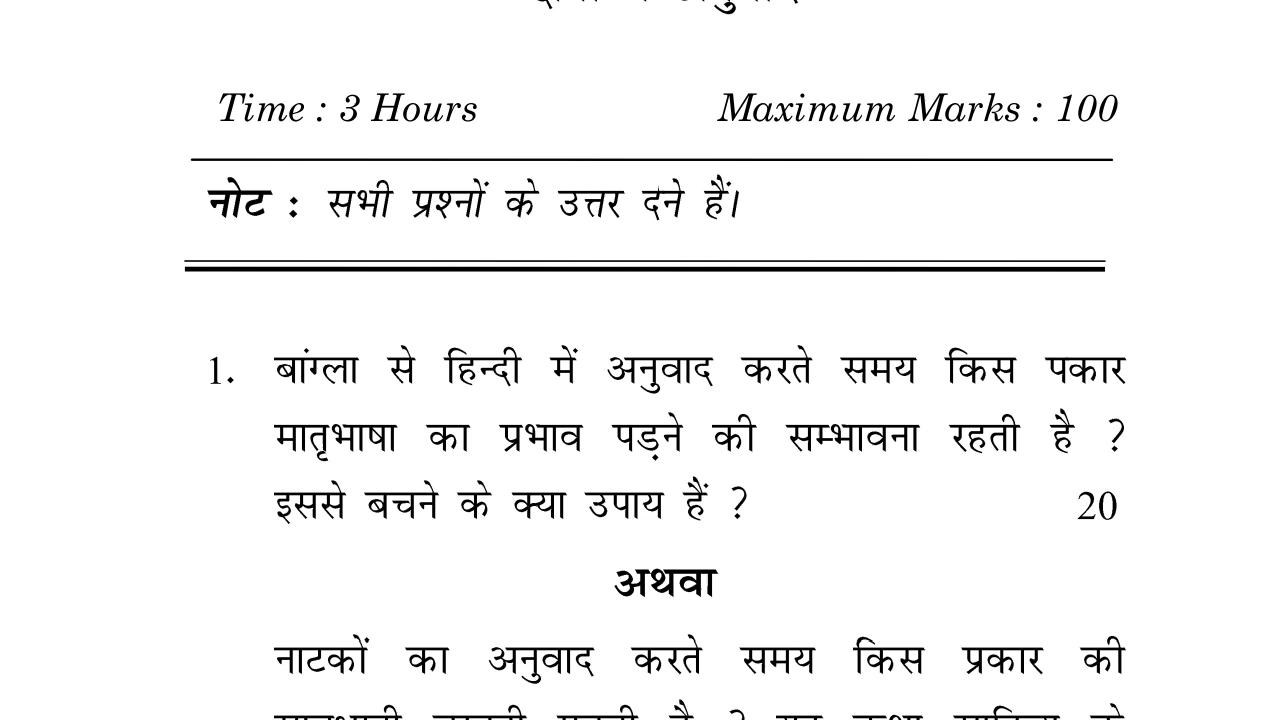 Time : 3 Hours Maximum Marks : 100
नोट : सभी प्रश्नों के उत्तर दने हैं।
1. बांग्ला से हिन्दी में अनुवाद करते समय किस पकार
मातृभाषा का प्रभाव पड़ने की सम्भावना रहती है ?
इससे बचने के क्या उपाय हैं ? 20
अथवा
नाटकों का अनुवाद करते समय किस प्रकार की